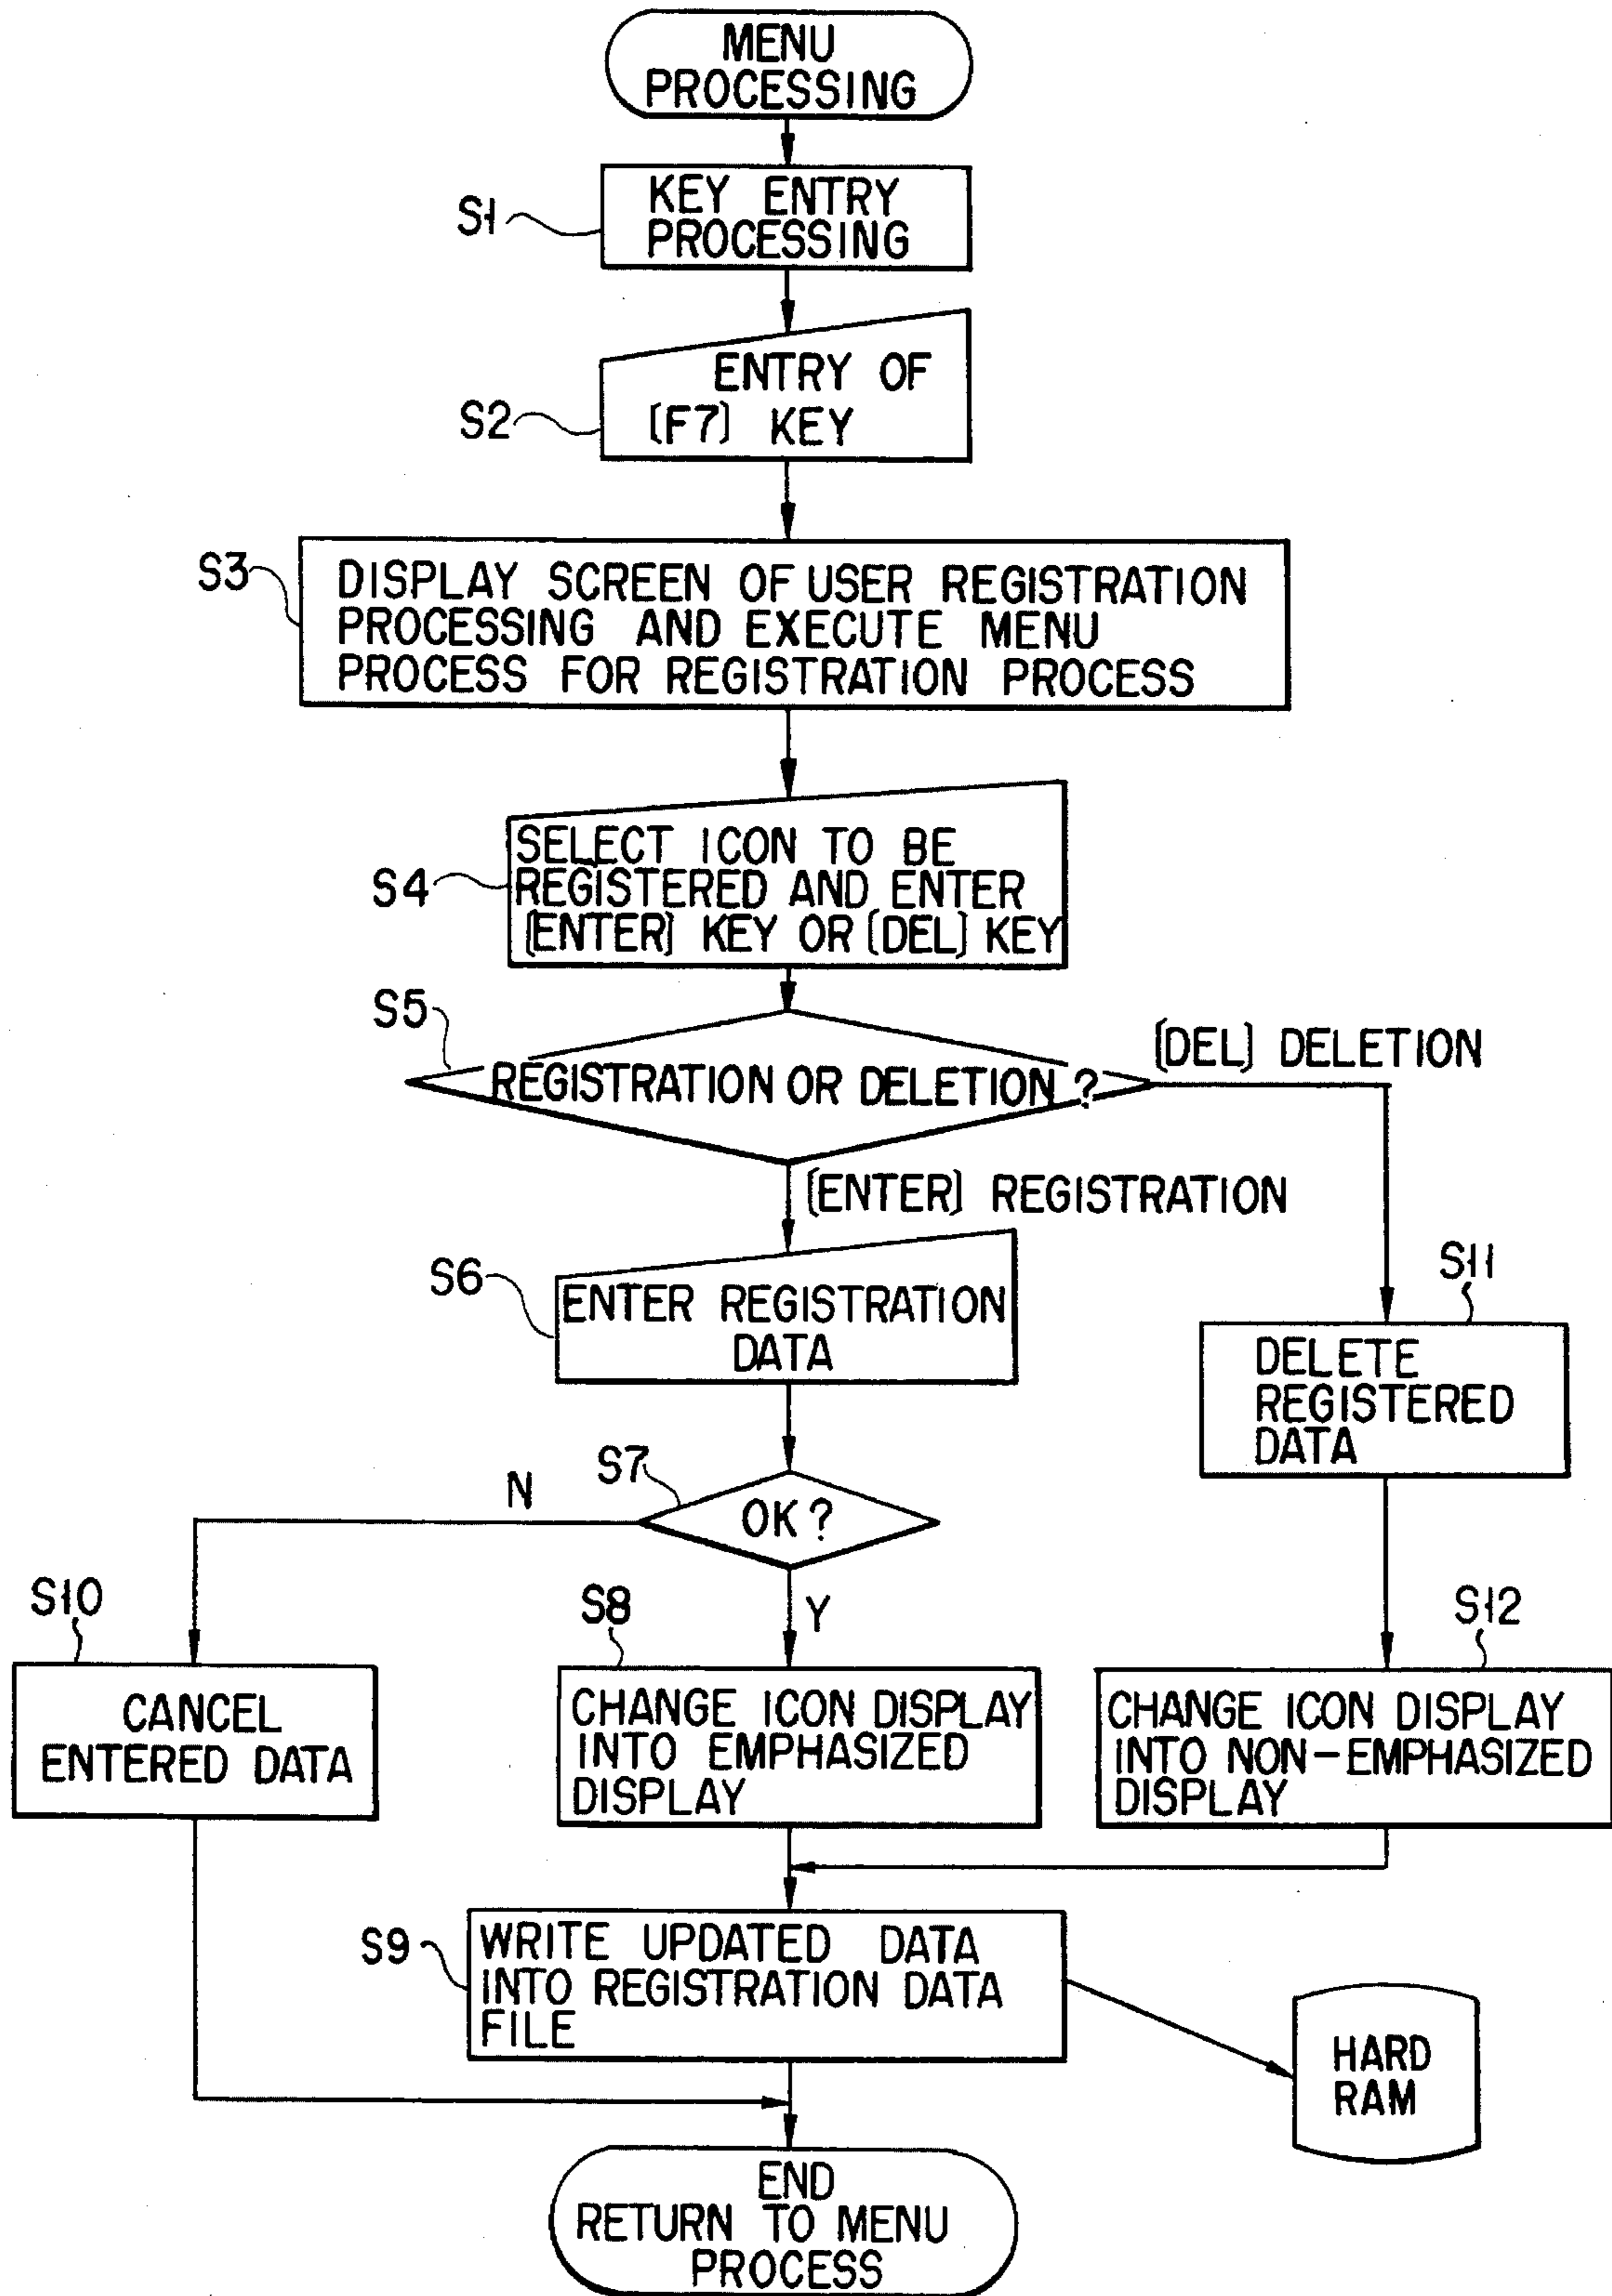 MENU
PROCESSING
S1
KEY ENTRY
PROCESSING
S2
ENTRY OF
[F7] KEY
S3
DISPLAY SCREEN OF USER REGISTRATION
PROCESSING AND EXECUTE MENU
PROCESS FOR REGISTRATION PROCESS
S4
SELECT ICON TO BE
REGISTERED AND ENTER
[ENTER] KEY OR [DEL] KEY
S5
REGISTRATION OR DELETION ?
[DEL] DELETION
[ENTER] REGISTRATION
S6
ENTER REGISTRATION
DATA
S11
DELETE
REGISTERED
DATA
S7
OK ?
N
Y
S10
CANCEL
ENTERED DATA
S8
CHANGE ICON DISPLAY
INTO EMPHASIZED
DISPLAY
S12
CHANGE ICON DISPLAY
INTO NON-EMPHASIZED
DISPLAY
S9
WRITE UPDATED DATA
INTO REGISTRATION DATA
FILE
HARD
RAM
END
RETURN TO MENU
PROCESS